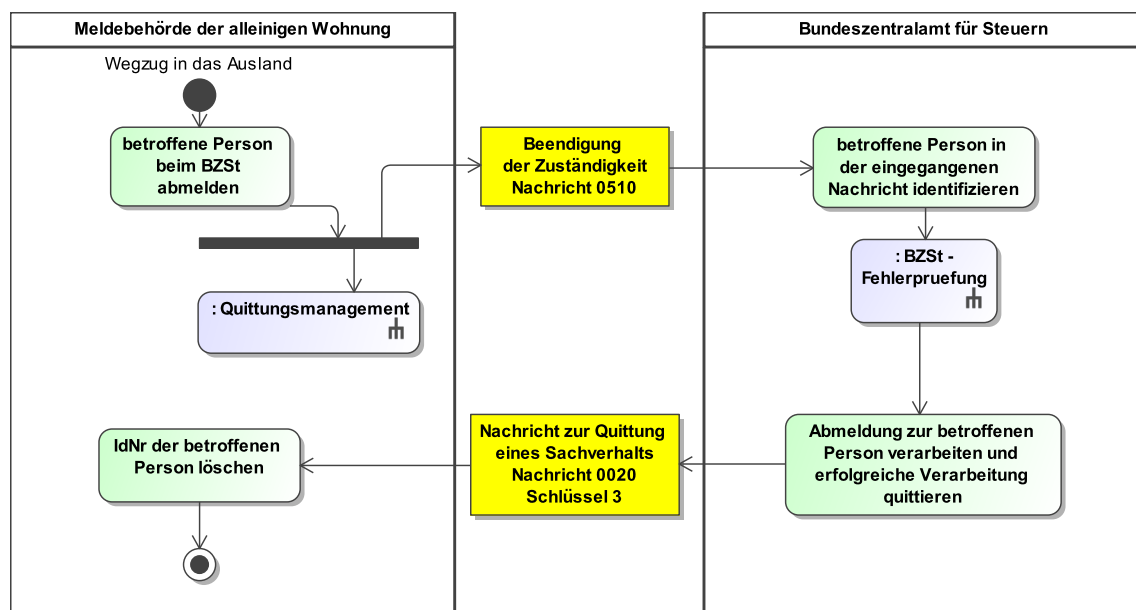 Meldebehörde der alleinigen Wohnung
Bundeszentralamt für Steuern
Wegzug in das Ausland
betroffene Person
beim BZSt
abmelden
Beendigung
der Zuständigkeit
Nachricht 0510
betroffene Person in
der eingegangenen
Nachricht identifizieren
: BZSt -
Fehlerpruefung
: Quittungsmanagement
IdNr der betroffenen
Person löschen
Nachricht zur Quittung
eines Sachverhalts
Nachricht 0020
Schlüssel 3
Abmeldung zur betroffenen
Person verarbeiten und
erfolgreiche Verarbeitung
quittieren